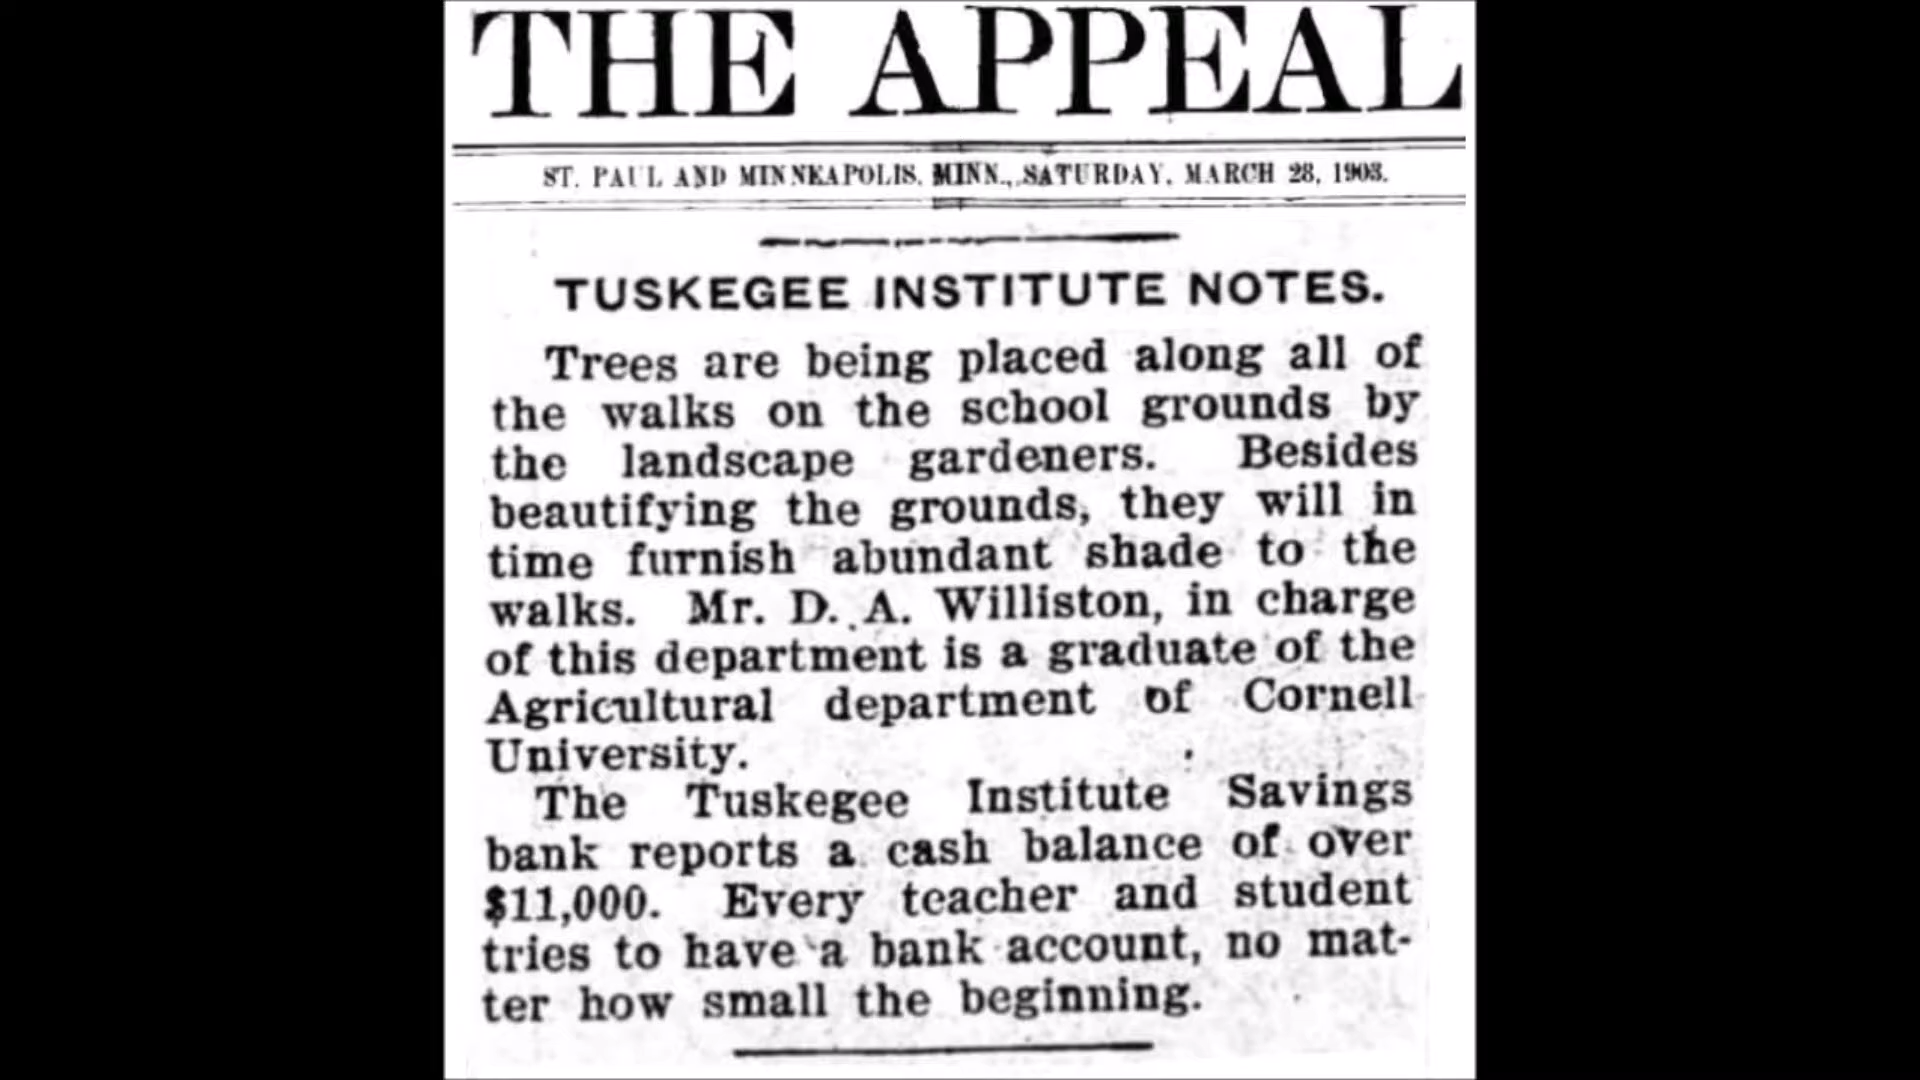 THE APPEAL
ST. PAUL AND MINNEAPOLIS, MINN., SATURDAY, MARCH 28, 1903.
TUSKEGEE INSTITUTE NOTES.
Trees are being placed along all of
the walks on the school grounds by
the landscape gardeners. Besides
beautifying the grounds, they will in
time furnish abundant shade to the
walks. Mr. D. A. Williston, in charge
of this department is a graduate of the
Agricultural department of Cornell
University.
The Tuskegee Institute Savings
bank reports a cash balance of over
$11,000. Every teacher and student
tries to have a bank account, no mat-
ter how small the beginning.